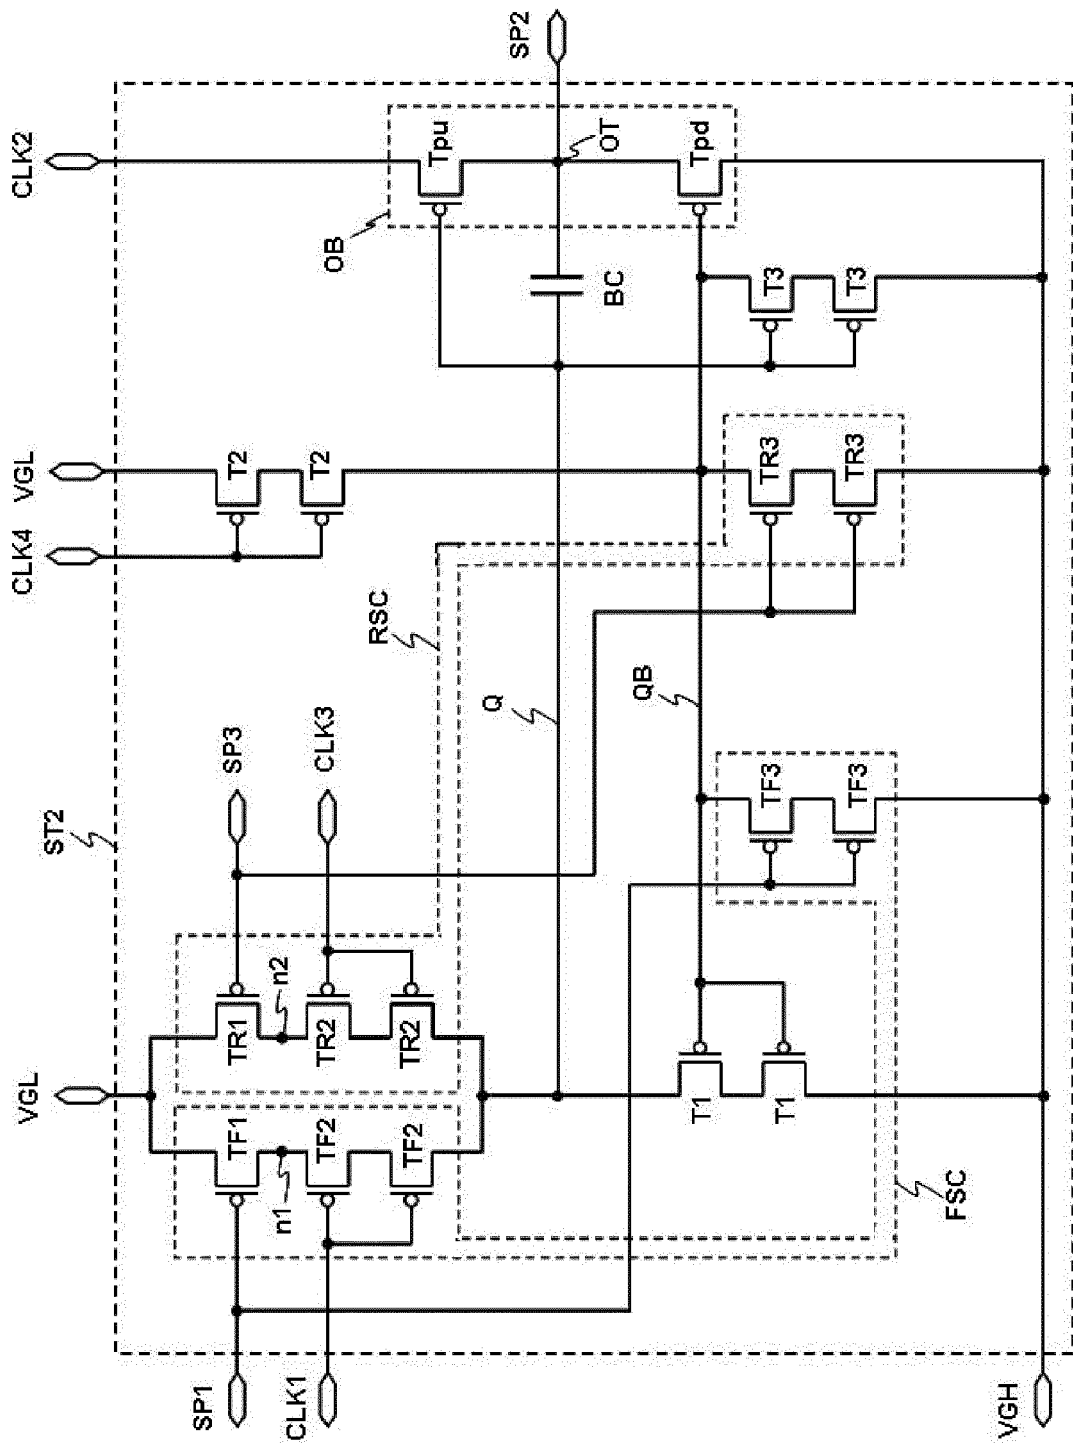 VGL
CLK4
VGL
CLK2
ST2
SP1
SP3
TF1
TR1
T2
n1
n2
CLK1
TF2
TR2
CLK3
T2
OB
RSC
TF2
TR2
Tpu
Q
SP2
BC
OT
QB
T1
Tpd
TF3
TR3
T3
T1
TF3
TR3
T3
FSC
VGH